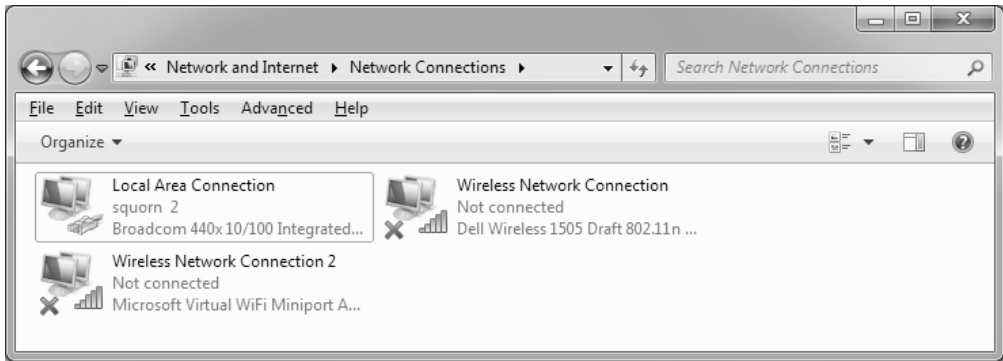 « Network and Internet ▸ Network Connections ▸
Search Network Connections
File Edit View Tools Advanced Help
Organize
Local Area Connection
squorn 2
Broadcom 440x 10/100 Integrated...
Wireless Network Connection
Not connected
Dell Wireless 1505 Draft 802.11n ...
Wireless Network Connection 2
Not connected
Microsoft Virtual WiFi Miniport A...